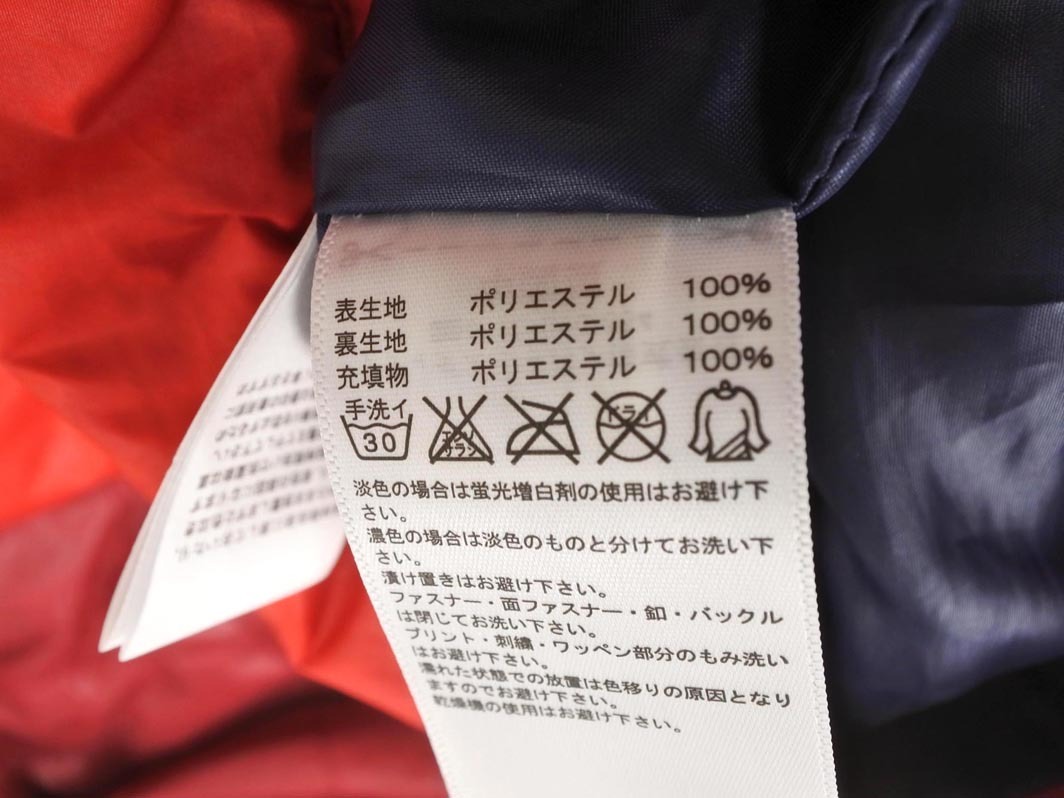 表生地 ポリエステル 100%
裏生地 ポリエステル 100%
充填物 ポリエステル 100%
手洗イ
30
エンソ
サラシ
ドライ
淡色の場合は蛍光増白剤の使用はお避け下
さい。
濃色の場合は淡色のものと分けてお洗い下
さい。
漬け置きはお避け下さい。
ファスナー・面ファスナー・釦・バックル
は閉じてお洗い下さい。
プリント・刺繍・ワッペン部分のもみ洗い
はお避け下さい。
濡れた状態での放置は色移りの原因となり
ますのでお避け下さい。
乾燥機の使用はお避け下さい。